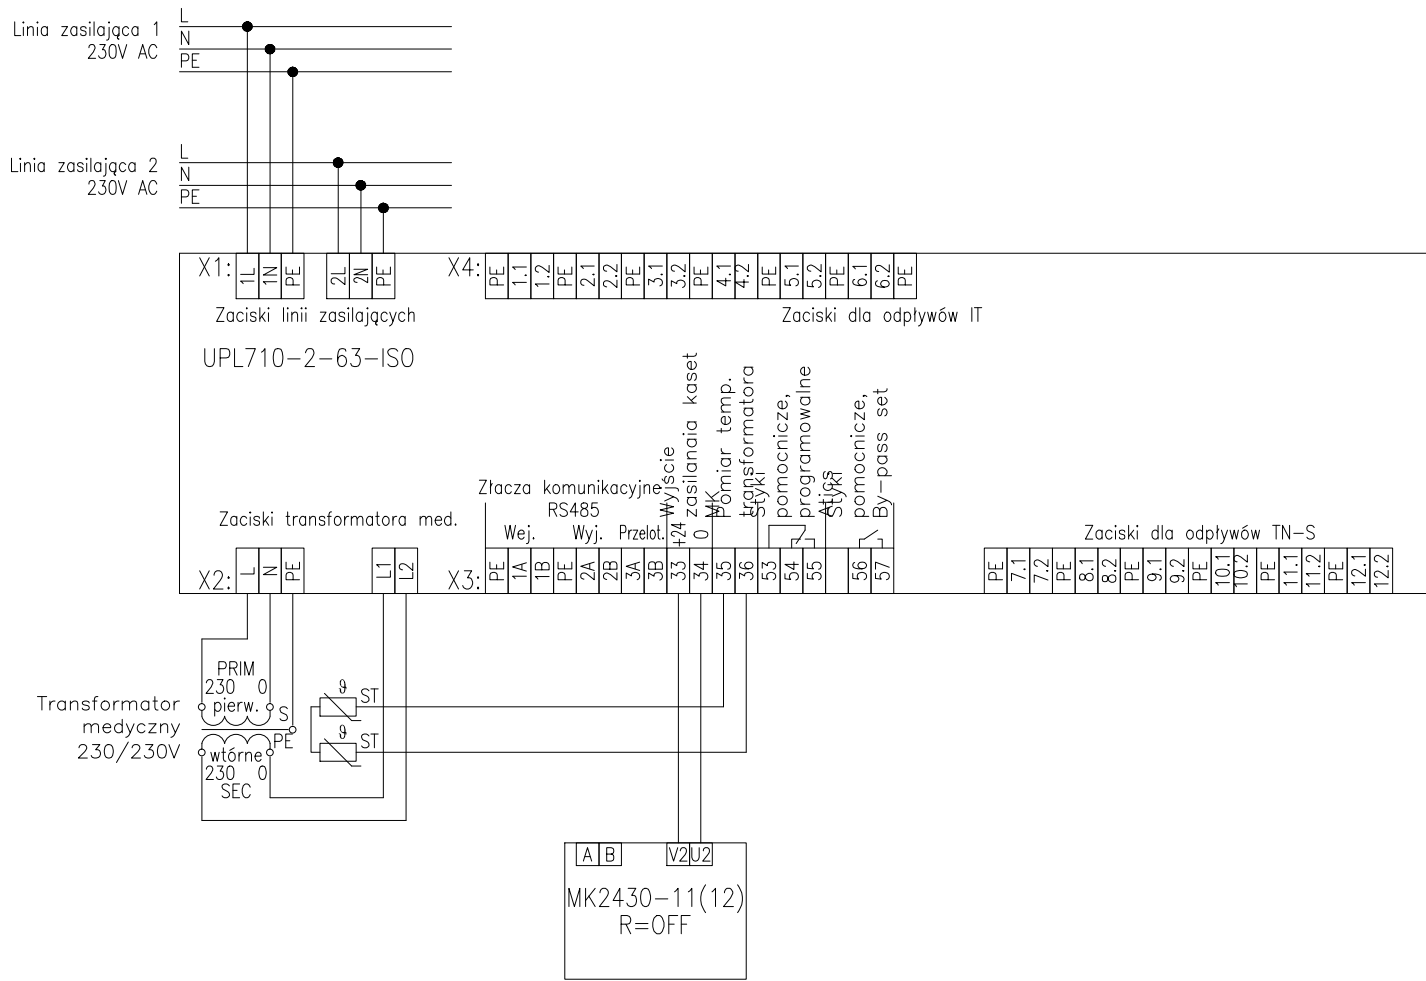 L
Linia zasilająca 1
N
230V AC
PE
L
Linia zasilająca 2
N
230V AC
PE
X1: 1L 1N PE 2L 2N PE
X4: PE 1.1 1.2 PE 2.1 2.2 PE 3.1 3.2 PE 4.1 4.2 PE 5.1 5.2 PE 6.1 6.2 PE
Zaciski linii zasilających
Zaciski dla odpływów IT
UPL710-2-63-ISO
Wyjście
zasilanaia kaset
MK
Pomiar temp.
transformatora
Styki
pomocnicze,
programowalne
Atics
Styki
pomocnicze,
By-pass set
Złacza komunikacyjne
RS485
Wej. Wyj. Przelot.
+24 0
Zaciski transformatora med.
Zaciski dla odpływów TN-S
X2: L N PE L1 L2
X3: PE 1A 1B PE 2A 2B 3A 3B 33 34 35 36 53 54 55 56 57
PE 7.1 7.2 PE 8.1 8.2 PE 9.1 9.2 PE 10.1 10.2 PE 11.1 11.2 PE 12.1 12.2
PRIM
230 0
pierw.
S
PE
Transformator
medyczny
230/230V
wtórne
230 0
SEC
ϑ ST
ϑ ST
A B V2 U2
MK2430-11(12)
R=OFF